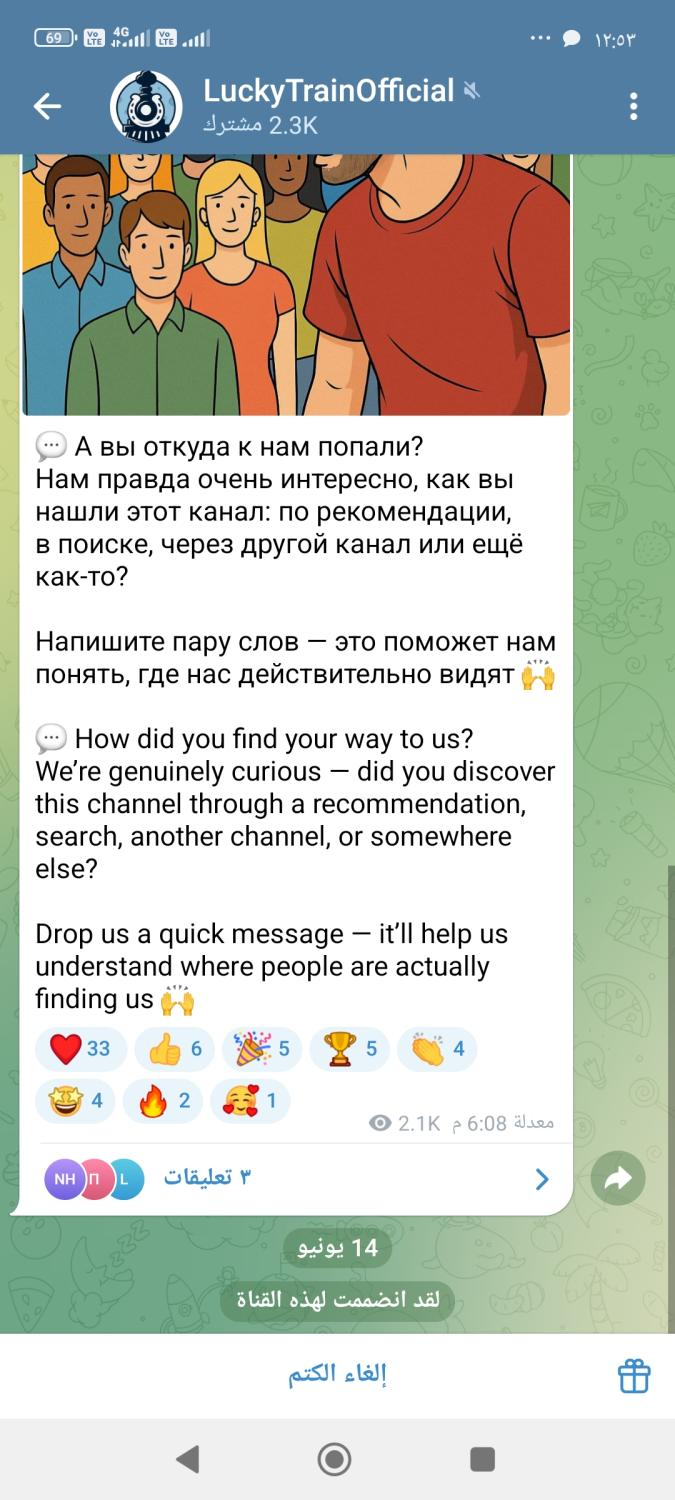 69 Vo LTE 4G Vo LTE ١٢:٥٣
LuckyTrainOfficial
2.3K مشترك
💬 А вы откуда к нам попали?
Нам правда очень интересно, как вы
нашли этот канал: по рекомендации,
в поиске, через другой канал или ещё
как-то?
Напишите пару слов — это поможет нам
понять, где нас действительно видят 🙌
💬 How did you find your way to us?
We’re genuinely curious — did you discover
this channel through a recommendation,
search, another channel, or somewhere
else?
Drop us a quick message — it’ll help us
understand where people are actually
finding us 🙌
❤️ 33 👍 6 🎉 5 🏆 5 👏 4
🤩 4 🔥 2 🥰 1
2.1K معدلة 6:08 م
NH П L ٣ تعليقات
14 يونيو
لقد انضممت لهذه القناة
إلغاء الكتم